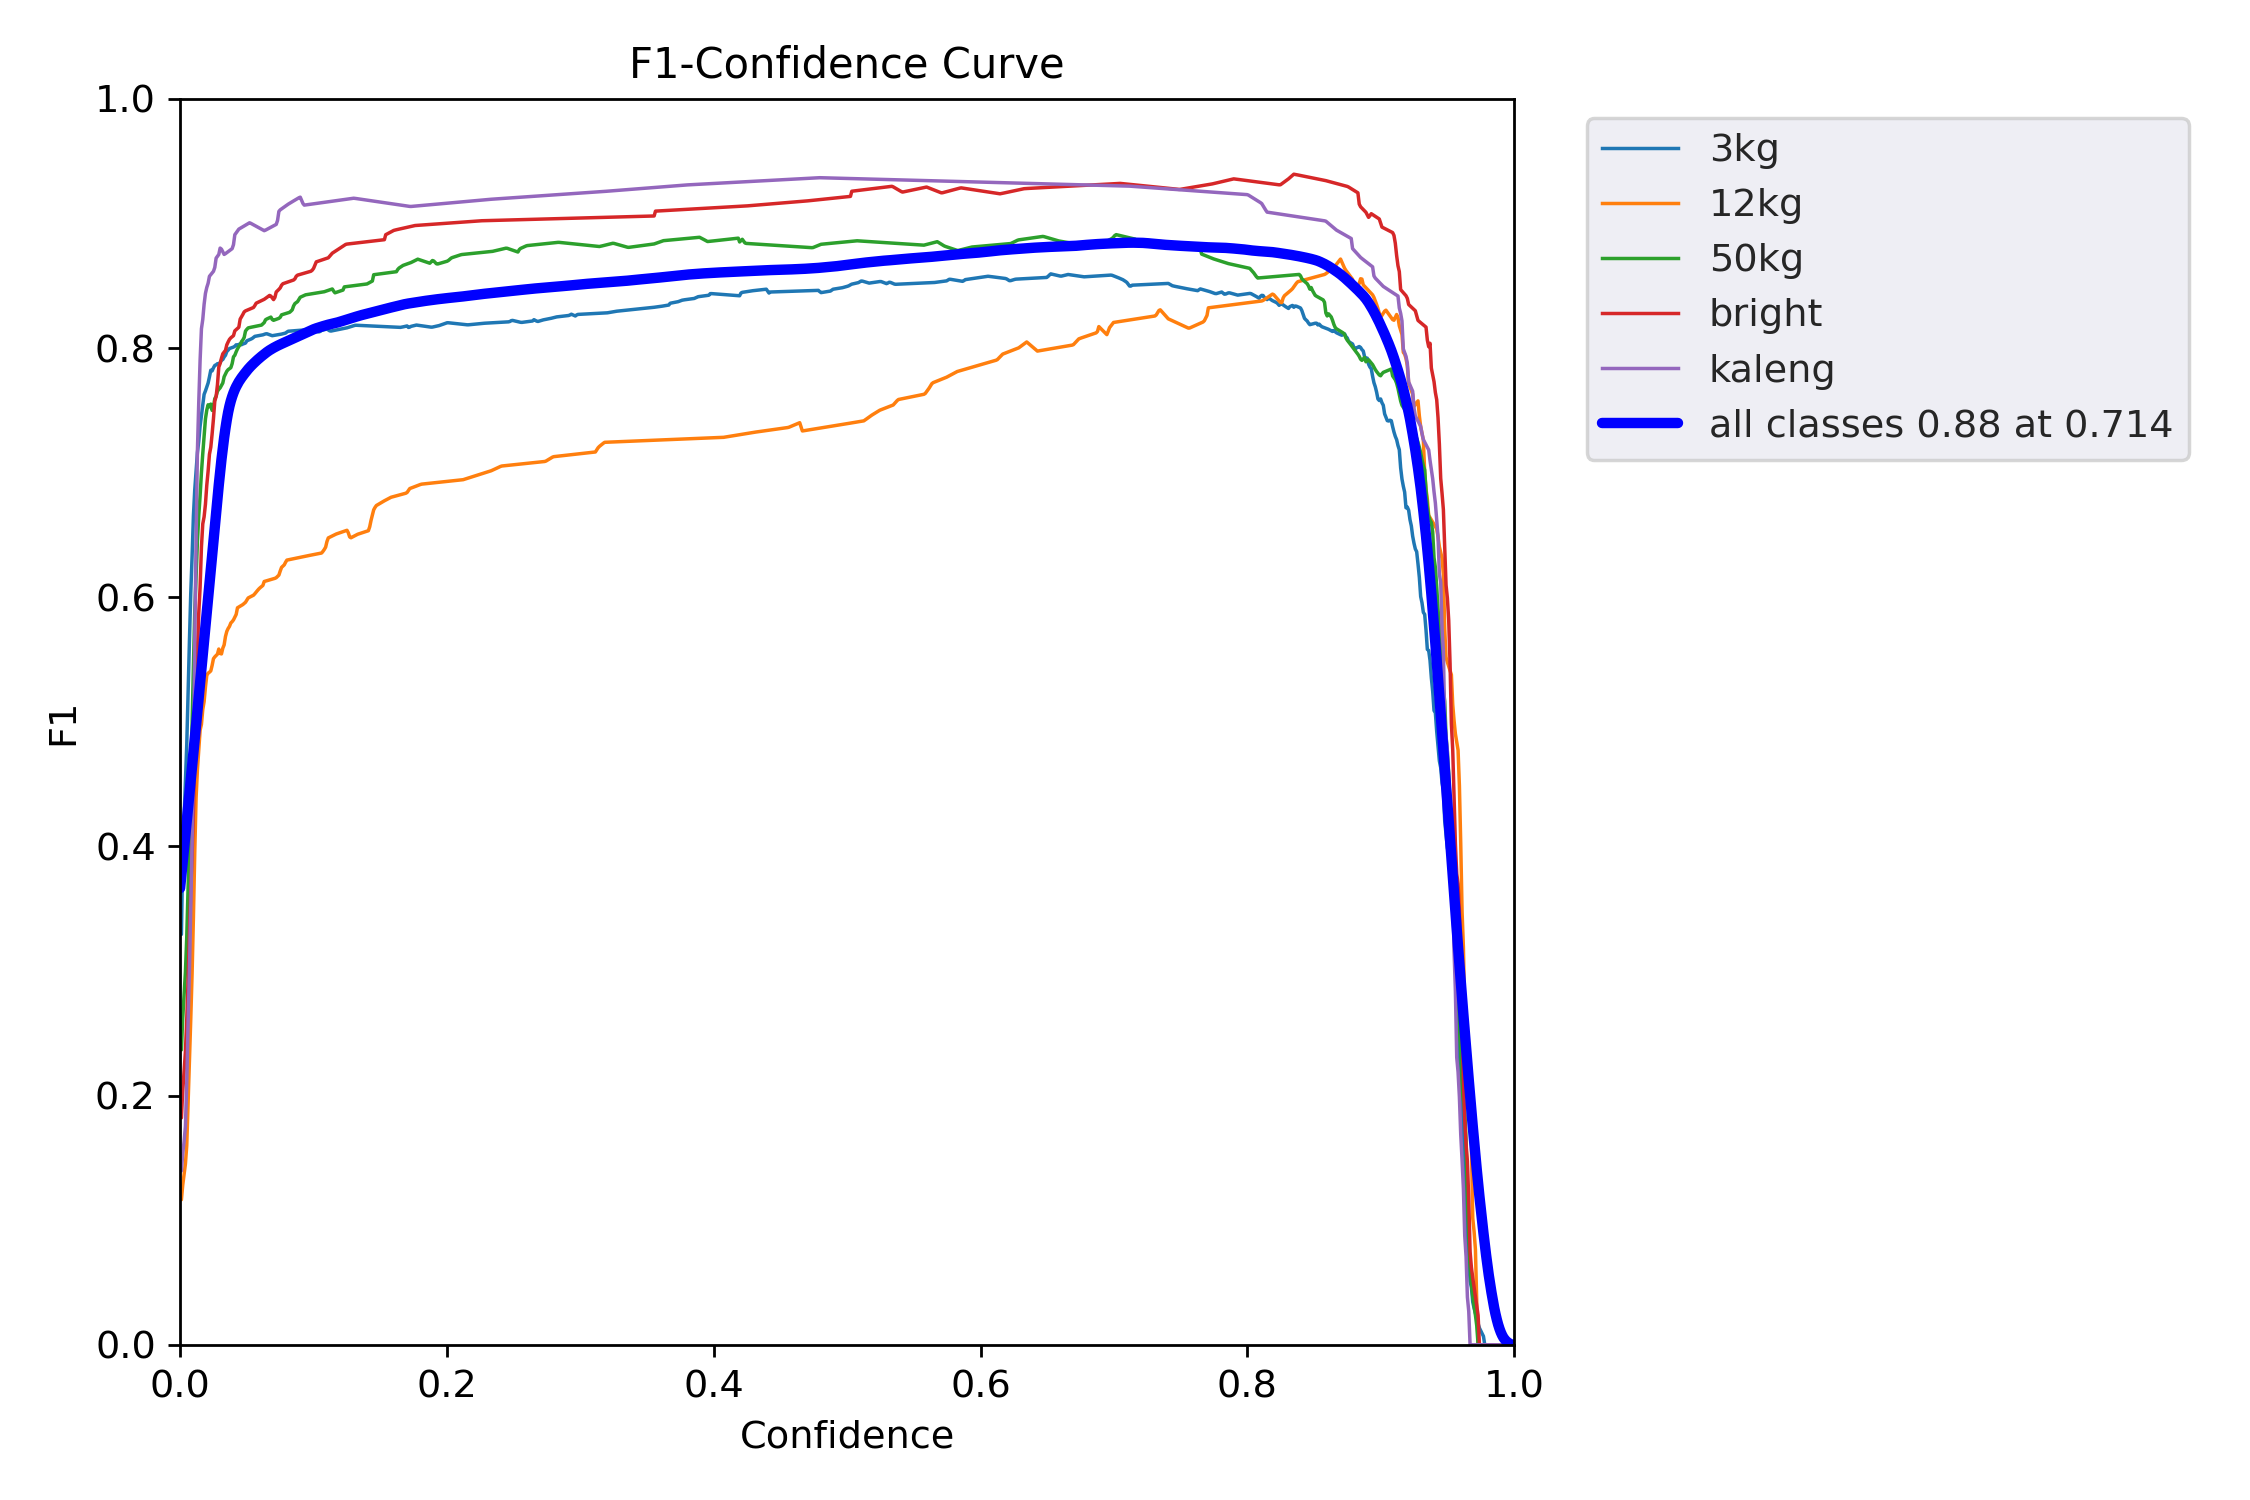 F1-Confidence Curve
1.0
0.8
0.6
0.4
0.2
0.0
F1
0.0 0.2 0.4 0.6 0.8 1.0
Confidence
3kg
12kg
50kg
bright
kaleng
all classes 0.88 at 0.714